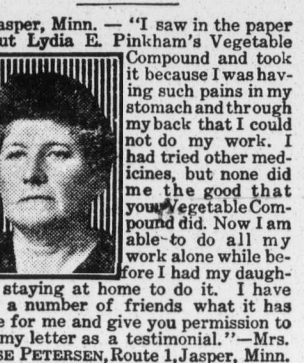 asper, Minn. — "I saw in the paper
ut Lydia E. Pinkham's Vegetable
Compound and took
it because I was hav-
ing such pains in my
stomach and through
my back that I could
not do my work. I
had tried other med-
icines, but none did
me the good that
your Vegetable Com-
pound did. Now I am
able to do all my
work alone while be-
fore I had my daugh-
staying at home to do it. I have
a number of friends what it has
e for me and give you permission to
my letter as a testimonial."—Mrs.
SE PETERSEN, Route 1, Jasper, Minn.